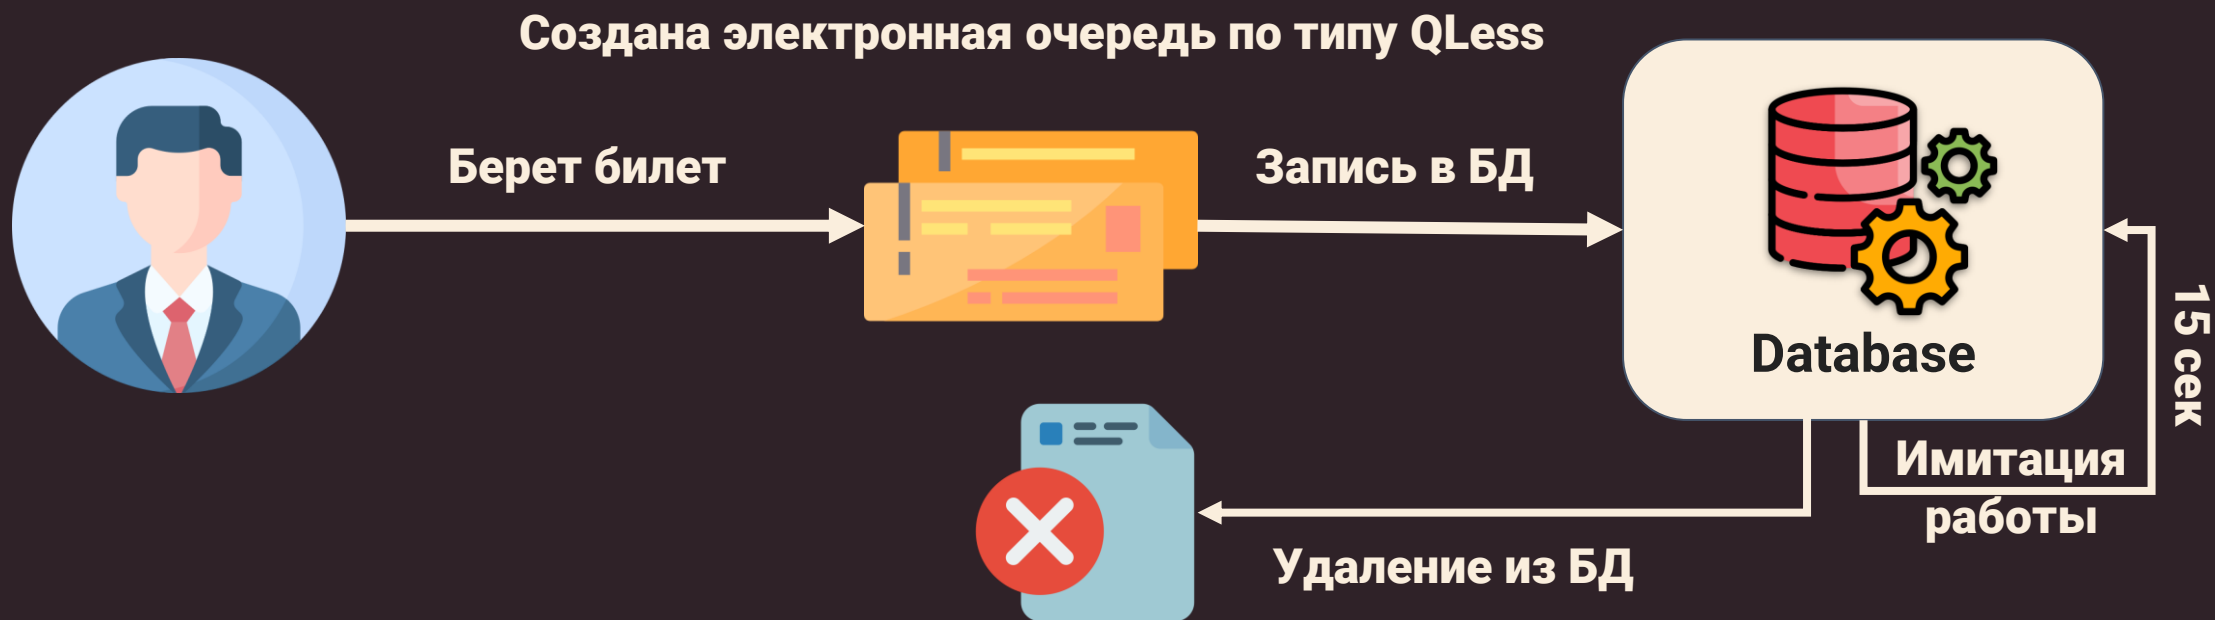 Создана электронная очередь по типу QLess
Берет билет
Запись в БД
Database
15 сек
Имитация
работы
Удаление из БД